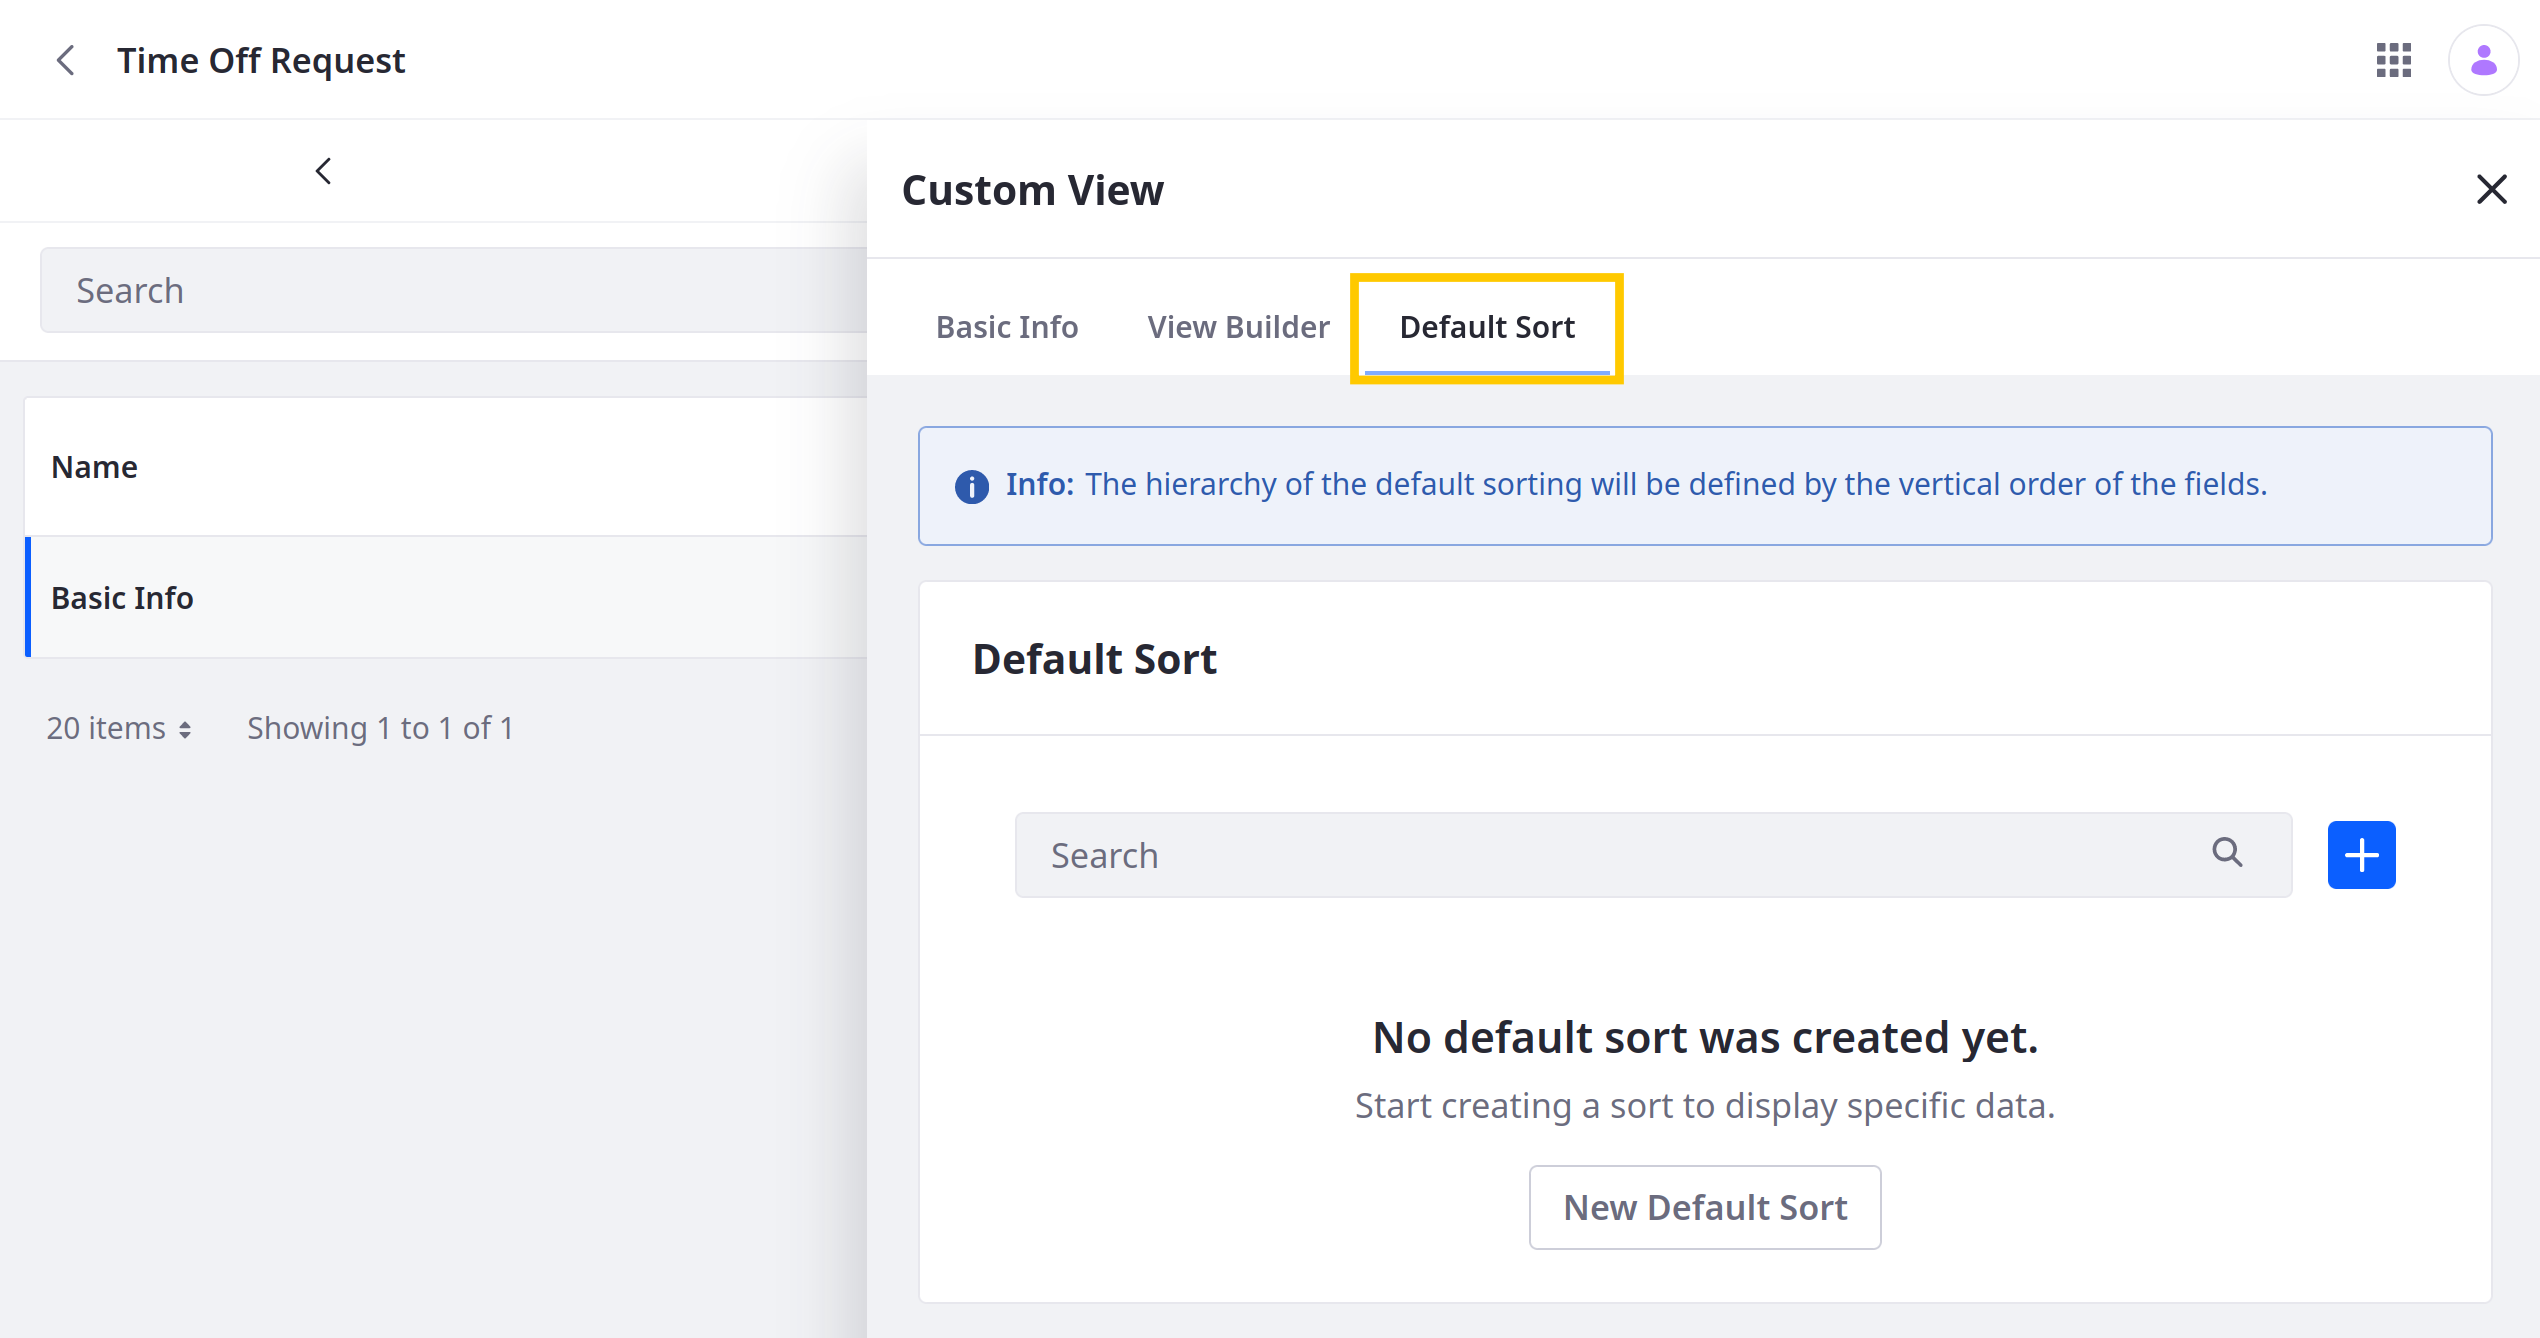 Time Off Request
Custom View
Search
Basic Info
View Builder
Default Sort
Name
Basic Info
20 items
Showing 1 to 1 of 1
Info: The hierarchy of the default sorting will be defined by the vertical order of the fields.
Default Sort
Search
No default sort was created yet.
Start creating a sort to display specific data.
New Default Sort